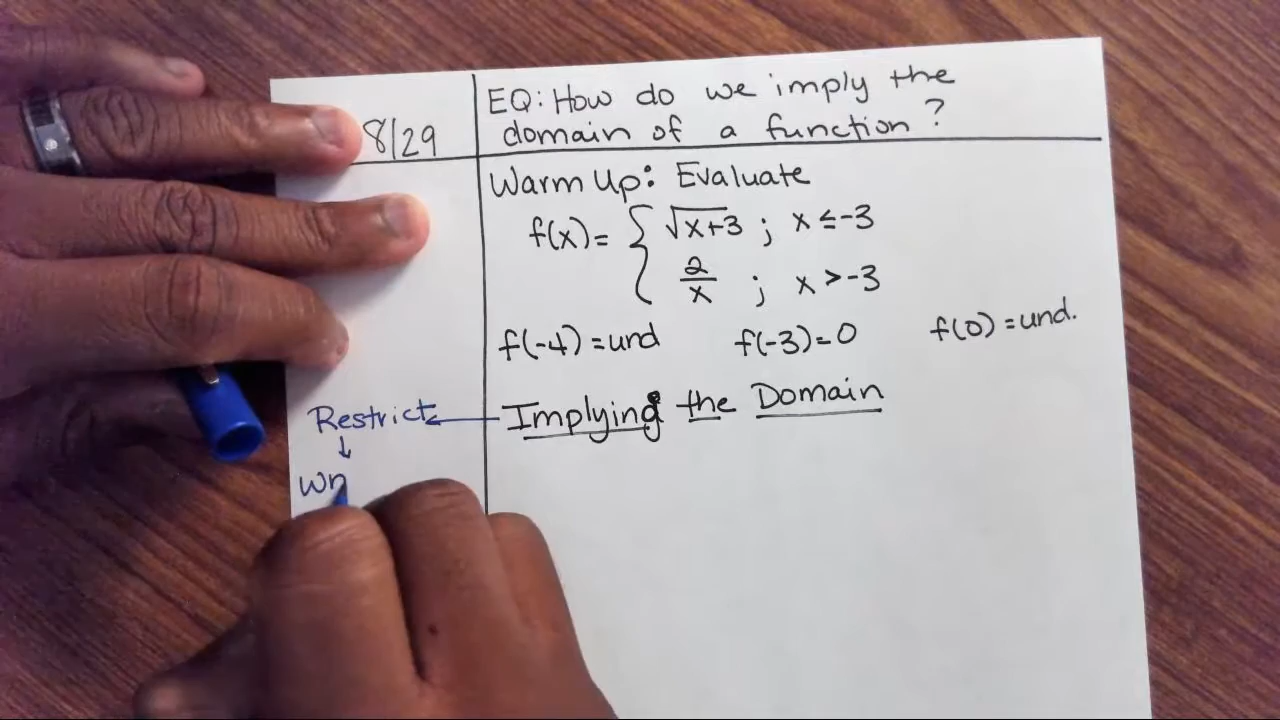 8/29
EQ: How do we imply the
domain of a function?
Warm Up: Evaluate
f(x)= { √x+3 ; x ≤ -3
2/x ; x > -3
f(-4) = und f(-3) = 0 f(0) = und.
Restrict ← Implying the Domain
↓